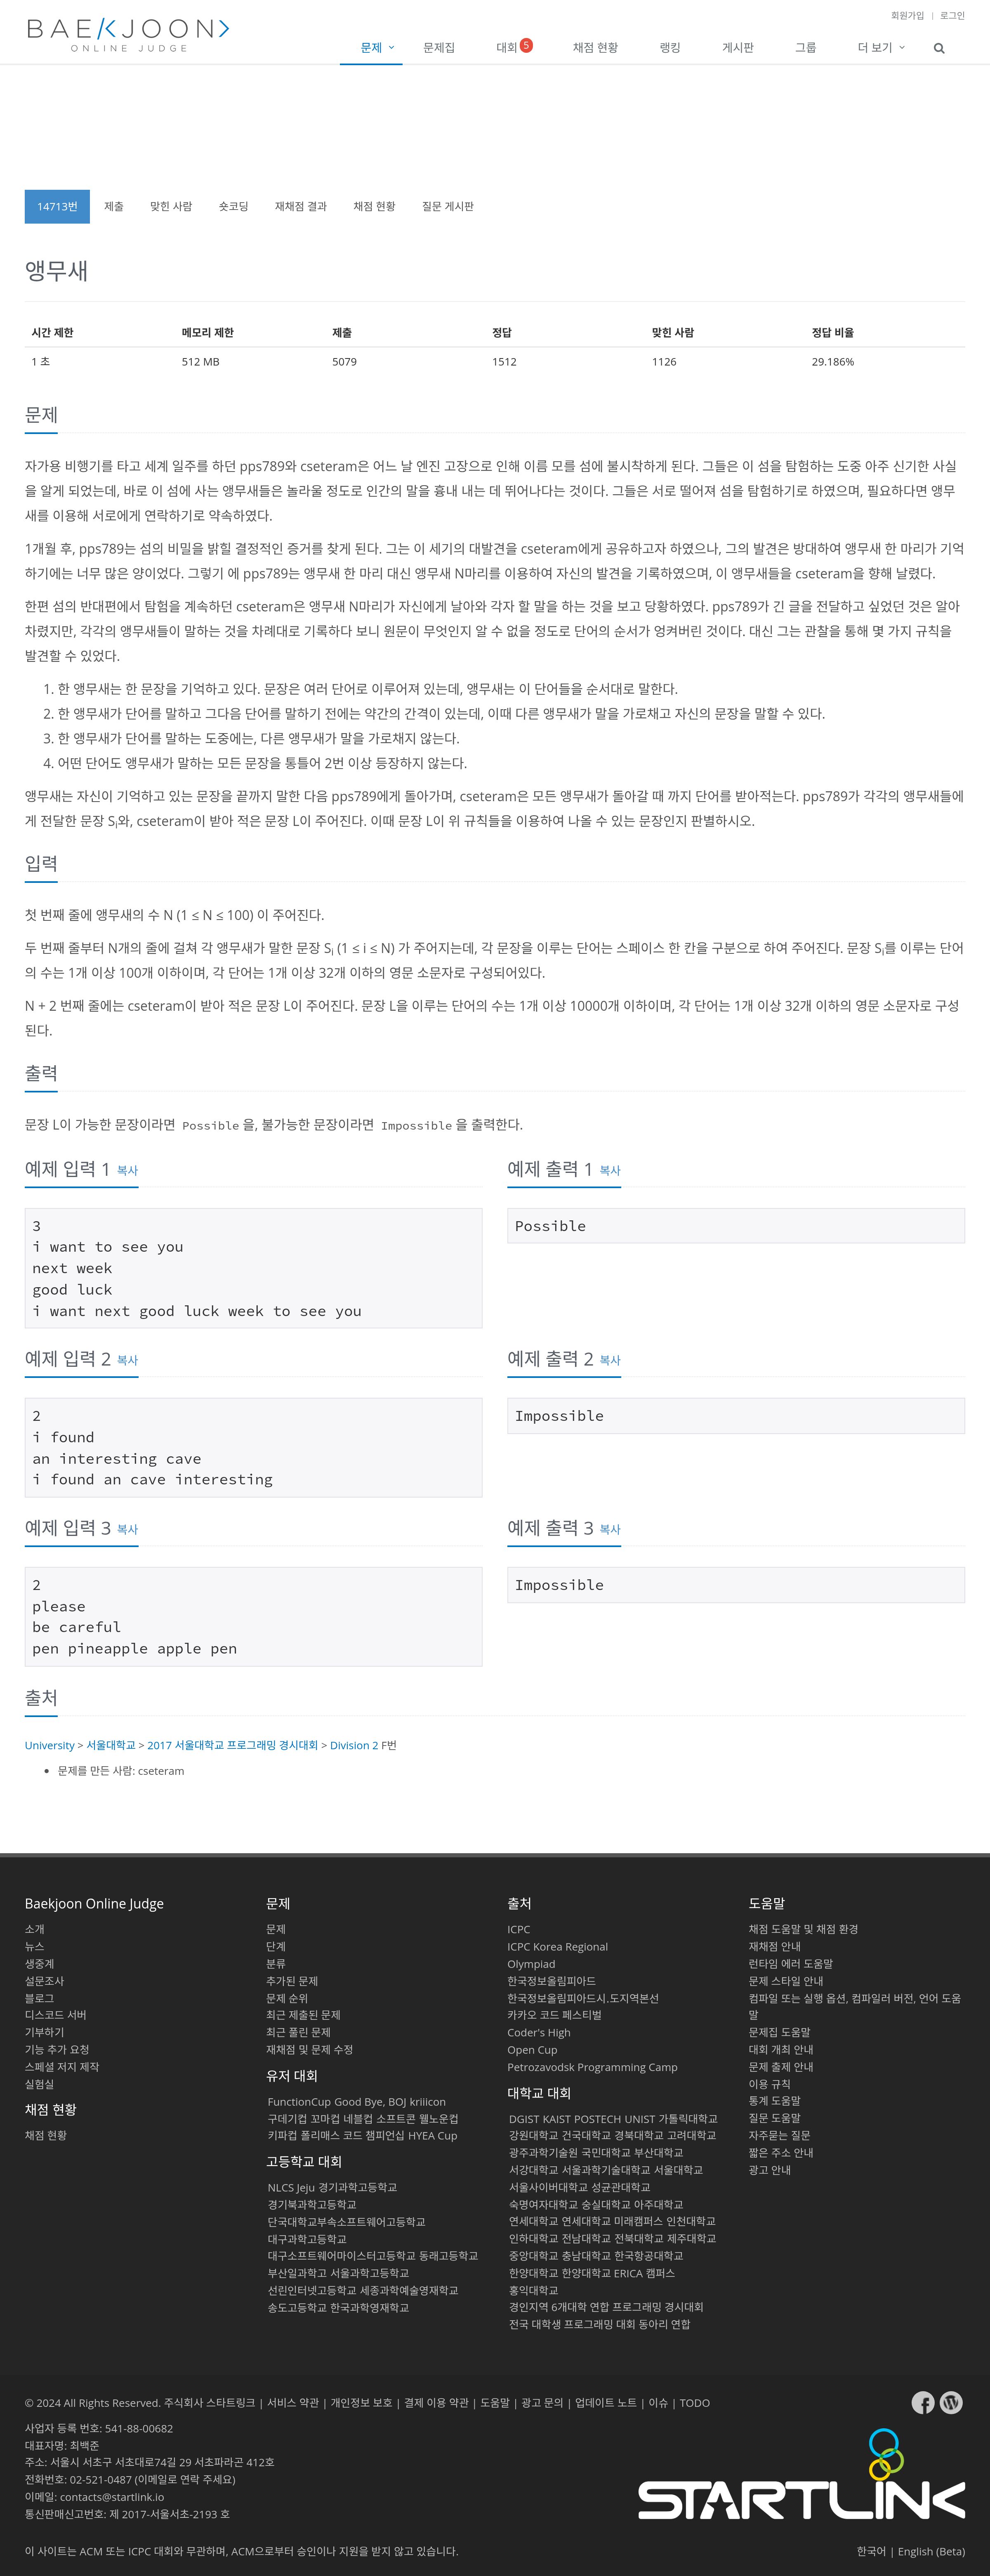 회원가입 | 로그인
BAEKJOON>
ONLINE JUDGE
문제 문제집 대회 5 채점 현황 랭킹 게시판 그룹 더 보기
14713번 제출 맞힌 사람 숏코딩 재채점 결과 채점 현황 질문 게시판
앵무새
시간 제한 메모리 제한 제출 정답 맞힌 사람 정답 비율
1 초 512 MB 5079 1512 1126 29.186%
문제
자가용 비행기를 타고 세계 일주를 하던 pps789와 cseteram은 어느 날 엔진 고장으로 인해 이름 모를 섬에 불시착하게 된다. 그들은 이 섬을 탐험하는 도중 아주 신기한 사실
을 알게 되었는데, 바로 이 섬에 사는 앵무새들은 놀라울 정도로 인간의 말을 흉내 내는 데 뛰어나다는 것이다. 그들은 서로 떨어져 섬을 탐험하기로 하였으며, 필요하다면 앵무
새를 이용해 서로에게 연락하기로 약속하였다.
1개월 후, pps789는 섬의 비밀을 밝힐 결정적인 증거를 찾게 된다. 그는 이 세기의 대발견을 cseteram에게 공유하고자 하였으나, 그의 발견은 방대하여 앵무새 한 마리가 기억
하기에는 너무 많은 양이었다. 그렇기 에 pps789는 앵무새 한 마리 대신 앵무새 N마리를 이용하여 자신의 발견을 기록하였으며, 이 앵무새들을 cseteram을 향해 날렸다.
한편 섬의 반대편에서 탐험을 계속하던 cseteram은 앵무새 N마리가 자신에게 날아와 각자 할 말을 하는 것을 보고 당황하였다. pps789가 긴 글을 전달하고 싶었던 것은 알아
차렸지만, 각각의 앵무새들이 말하는 것을 차례대로 기록하다 보니 원문이 무엇인지 알 수 없을 정도로 단어의 순서가 엉켜버린 것이다. 대신 그는 관찰을 통해 몇 가지 규칙을
발견할 수 있었다.
1. 한 앵무새는 한 문장을 기억하고 있다. 문장은 여러 단어로 이루어져 있는데, 앵무새는 이 단어들을 순서대로 말한다.
2. 한 앵무새가 단어를 말하고 그다음 단어를 말하기 전에는 약간의 간격이 있는데, 이때 다른 앵무새가 말을 가로채고 자신의 문장을 말할 수 있다.
3. 한 앵무새가 단어를 말하는 도중에는, 다른 앵무새가 말을 가로채지 않는다.
4. 어떤 단어도 앵무새가 말하는 모든 문장을 통틀어 2번 이상 등장하지 않는다.
앵무새는 자신이 기억하고 있는 문장을 끝까지 말한 다음 pps789에게 돌아가며, cseteram은 모든 앵무새가 돌아갈 때 까지 단어를 받아적는다. pps789가 각각의 앵무새들에
게 전달한 문장 Si와, cseteram이 받아 적은 문장 L이 주어진다. 이때 문장 L이 위 규칙들을 이용하여 나올 수 있는 문장인지 판별하시오.
입력
첫 번째 줄에 앵무새의 수 N (1 ≤ N ≤ 100) 이 주어진다.
두 번째 줄부터 N개의 줄에 걸쳐 각 앵무새가 말한 문장 Si (1 ≤ i ≤ N) 가 주어지는데, 각 문장을 이루는 단어는 스페이스 한 칸을 구분으로 하여 주어진다. 문장 Si를 이루는 단어
의 수는 1개 이상 100개 이하이며, 각 단어는 1개 이상 32개 이하의 영문 소문자로 구성되어있다.
N + 2 번째 줄에는 cseteram이 받아 적은 문장 L이 주어진다. 문장 L을 이루는 단어의 수는 1개 이상 10000개 이하이며, 각 단어는 1개 이상 32개 이하의 영문 소문자로 구성
된다.
출력
문장 L이 가능한 문장이라면 Possible을, 불가능한 문장이라면 Impossible을 출력한다.
예제 입력 1 복사
3
i want to see you
next week
good luck
i want next good luck week to see you
예제 출력 1 복사
Possible
예제 입력 2 복사
2
i found
an interesting cave
i found an cave interesting
예제 출력 2 복사
Impossible
예제 입력 3 복사
2
please
be careful
pen pineapple apple pen
예제 출력 3 복사
Impossible
출처
University > 서울대학교 > 2017 서울대학교 프로그래밍 경시대회 > Division 2 F번
• 문제를 만든 사람: cseteram
Baekjoon Online Judge
소개
뉴스
생중계
설문조사
블로그
디스코드 서버
기부하기
기능 추가 요청
스페셜 저지 제작
실험실
채점 현황
채점 현황
문제
문제
단계
분류
추가된 문제
문제 순위
최근 제출된 문제
최근 풀린 문제
재채점 및 문제 수정
유저 대회
FunctionCup Good Bye, BOJ kriiicon
구데기컵 꼬마컵 네블컵 소프트콘 웰노운컵
키파컵 폴리매스 코드 챔피언십 HYEA Cup
고등학교 대회
NLCS Jeju 경기과학고등학교
경기북과학고등학교
단국대학교부속소프트웨어고등학교
대구과학고등학교
대구소프트웨어마이스터고등학교 동래고등학교
부산일과학고 서울과학고등학교
선린인터넷고등학교 세종과학예술영재학교
송도고등학교 한국과학영재학교
출처
ICPC
ICPC Korea Regional
Olympiad
한국정보올림피아드
한국정보올림피아드시.도지역본선
카카오 코드 페스티벌
Coder's High
Open Cup
Petrozavodsk Programming Camp
대학교 대회
DGIST KAIST POSTECH UNIST 가톨릭대학교
강원대학교 건국대학교 경북대학교 고려대학교
광주과학기술원 국민대학교 부산대학교
서강대학교 서울과학기술대학교 서울대학교
서울사이버대학교 성균관대학교
숙명여자대학교 숭실대학교 아주대학교
연세대학교 연세대학교 미래캠퍼스 인천대학교
인하대학교 전남대학교 전북대학교 제주대학교
중앙대학교 충남대학교 한국항공대학교
한양대학교 한양대학교 ERICA 캠퍼스
홍익대학교
경인지역 6개대학 연합 프로그래밍 경시대회
전국 대학생 프로그래밍 대회 동아리 연합
도움말
채점 도움말 및 채점 환경
재채점 안내
런타임 에러 도움말
문제 스타일 안내
컴파일 또는 실행 옵션, 컴파일러 버전, 언어 도움
말
문제집 도움말
대회 개최 안내
문제 출제 안내
이용 규칙
통계 도움말
질문 도움말
자주묻는 질문
짧은 주소 안내
광고 안내
© 2024 All Rights Reserved. 주식회사 스타트링크 | 서비스 약관 | 개인정보 보호 | 결제 이용 약관 | 도움말 | 광고 문의 | 업데이트 노트 | 이슈 | TODO
사업자 등록 번호: 541-88-00682
대표자명: 최백준
주소: 서울시 서초구 서초대로74길 29 서초파라곤 412호
전화번호: 02-521-0487 (이메일로 연락 주세요)
이메일: contacts@startlink.io
통신판매신고번호: 제 2017-서울서초-2193 호
STARTLINK
이 사이트는 ACM 또는 ICPC 대회와 무관하며, ACM으로부터 승인이나 지원을 받지 않고 있습니다.
한국어 | English (Beta)